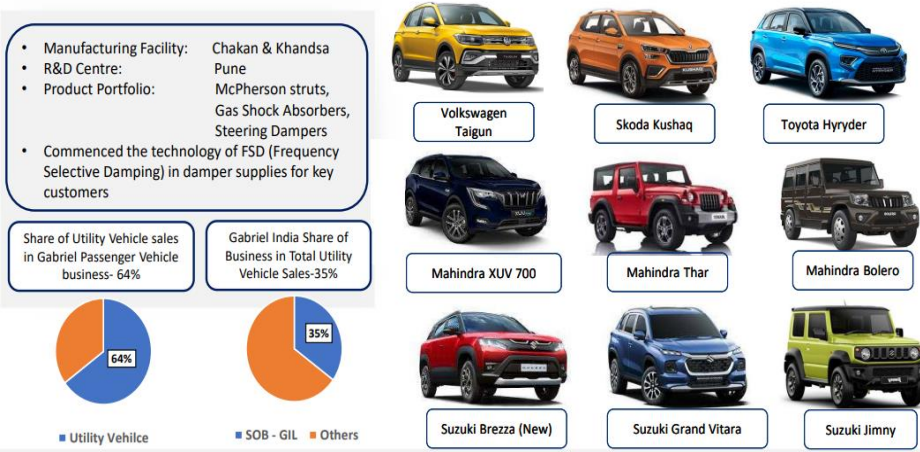 • Manufacturing Facility: Chakan & Khandsa
• R&D Centre: Pune
• Product Portfolio: McPherson struts,
Gas Shock Absorbers,
Steering Dampers
• Commenced the technology of FSD (Frequency
Selective Damping) in damper supplies for key
customers
Share of Utility Vehicle sales
in Gabriel Passenger Vehicle
business- 64%
Gabriel India Share of
Business in Total Utility
Vehicle Sales-35%
64%
Utility Vehilce
35%
SOB - GIL
Others
Volkswagen
Taigun
Skoda Kushaq
Toyota Hyryder
Mahindra XUV 700
Mahindra Thar
Mahindra Bolero
Suzuki Brezza (New)
Suzuki Grand Vitara
Suzuki Jimny